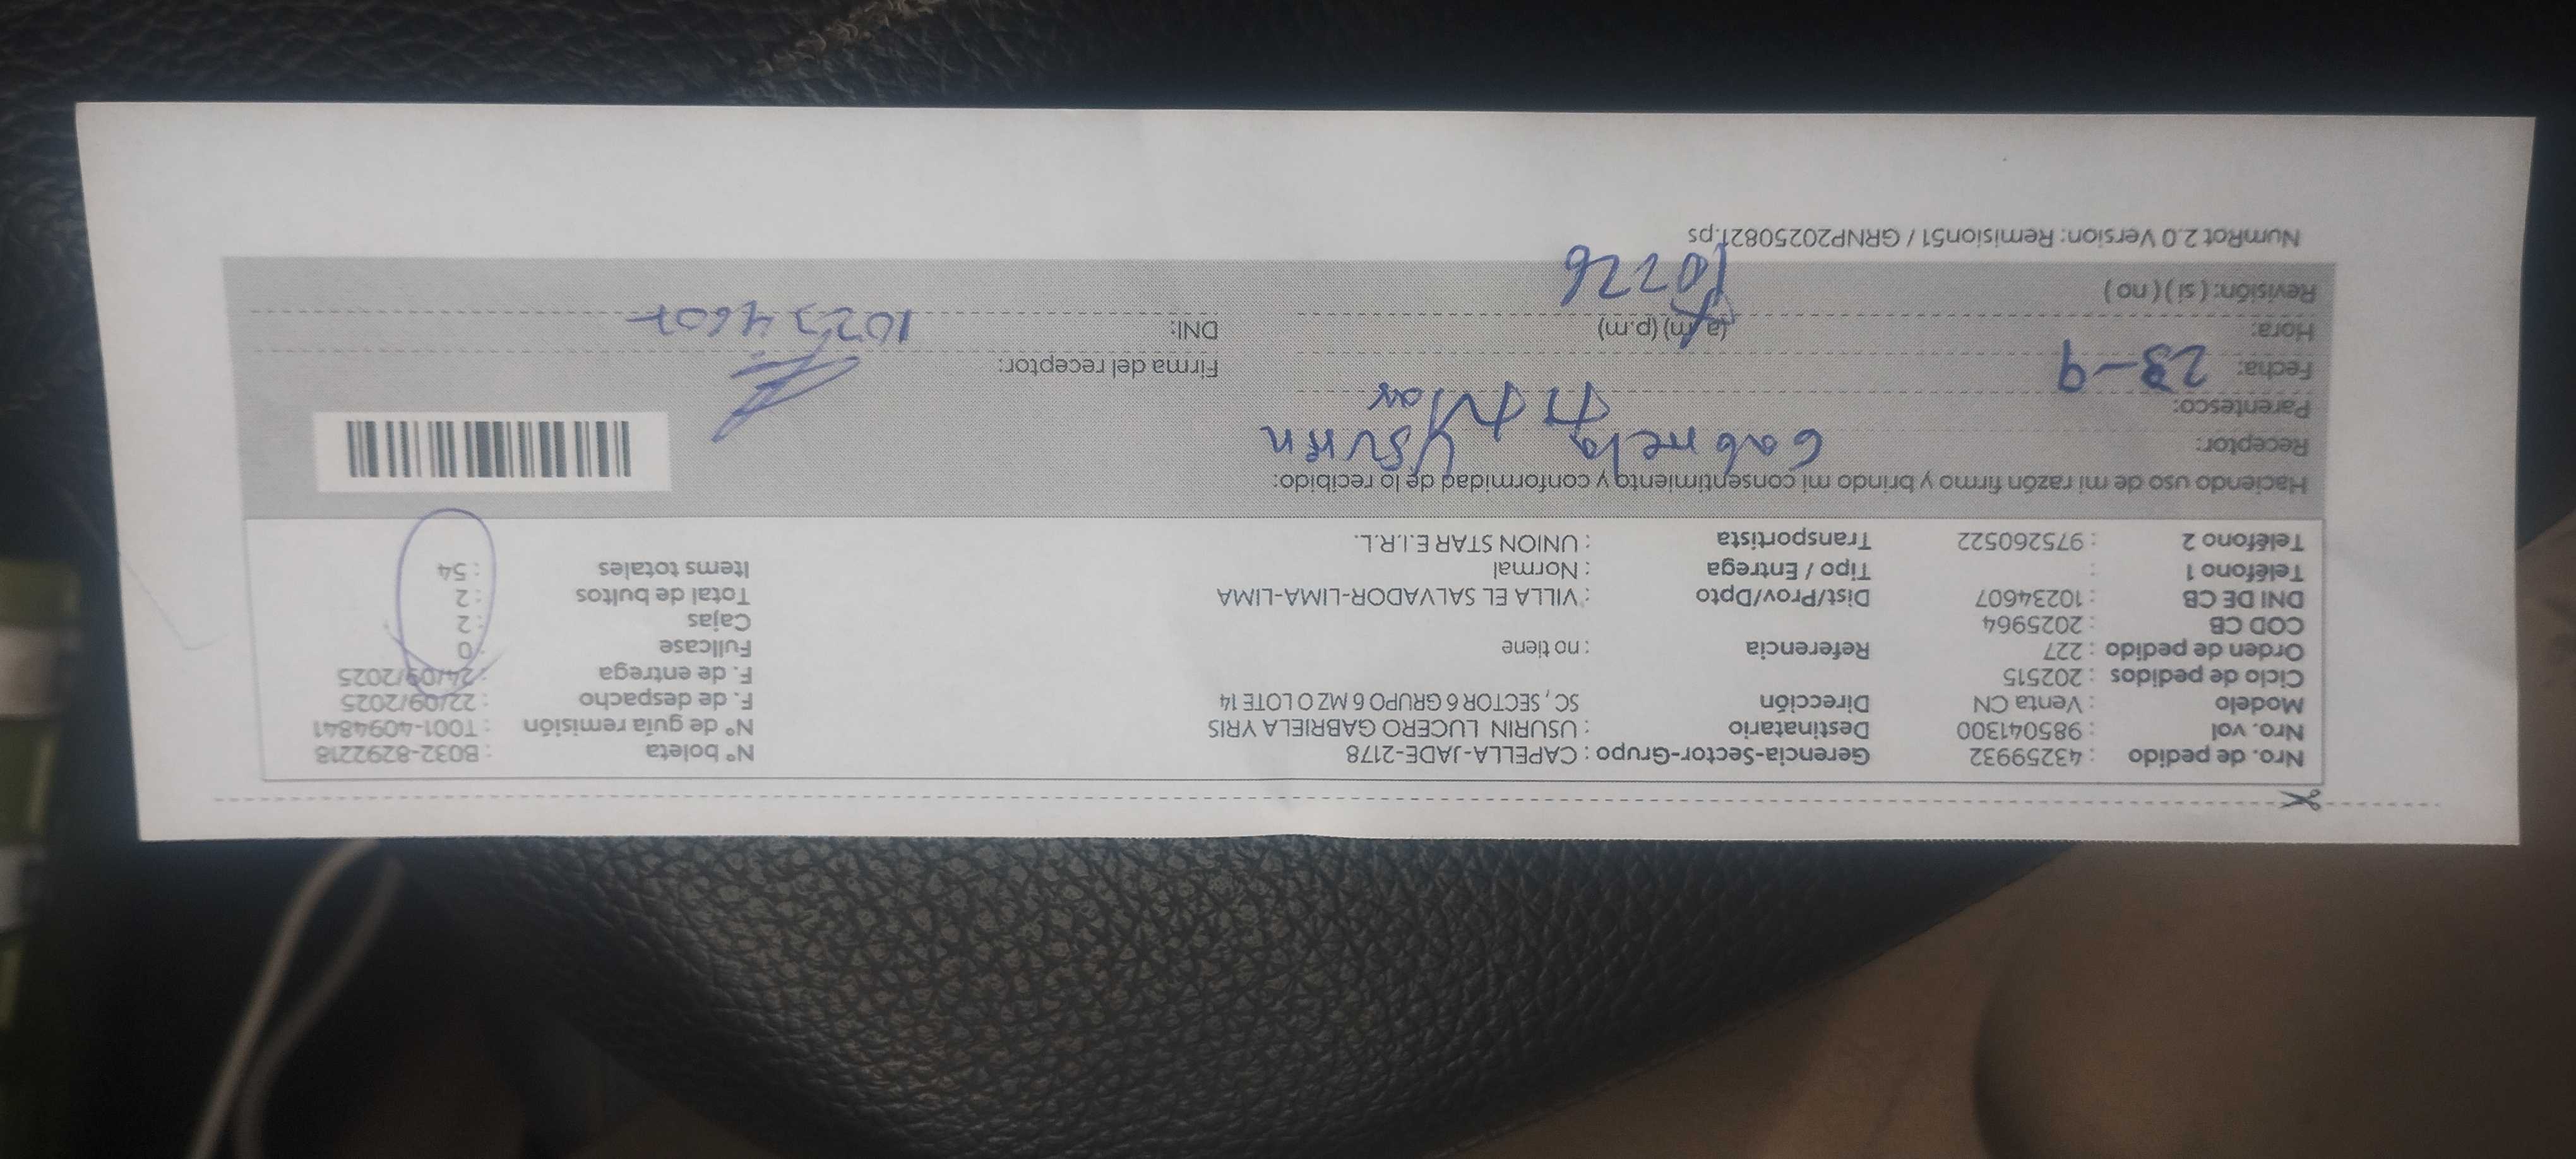 Nro. de pedido : 43259932 Gerencia-Sector-Grupo : CAPELLA-JADE-2178 N° boleta : B032-8292218
Nro. vol : 985041300 Destinatario : USURIN LUCERO GABRIELA YRIS N° de guía remisión : T001-4094841
Modelo : Venta CN Dirección SC , SECTOR 6 GRUPO 6 MZ O LOTE 14 F. de despacho : 22/09/2025
Ciclo de pedidos : 202515 F. de entrega : 24/09/2025
Orden de pedido : 227 Referencia : no tiene Fullcase : 0
COD CB : 2025964 Cajas : 2
DNI DE CB : 10234607 Dist/Prov/Dpto : VILLA EL SALVADOR-LIMA-LIMA Total de bultos : 2
Teléfono 1 : Tipo / Entrega : Normal Items totales : 54
Teléfono 2 : 975260522 Transportista : UNION STAR E.I.R.L.
Haciendo uso de mi razón firmo y brindo mi consentimiento y conformidad de lo recibido:
Receptor: Gabriela
Parentesco:
Fecha: 23-9 Firma del receptor:
Hora: (a.m) (p.m) DNI: 10234607
Revisión: ( si ) ( no ) 10226
NumRot 2.0 Version: Remision51 / GRNP20250821.ps